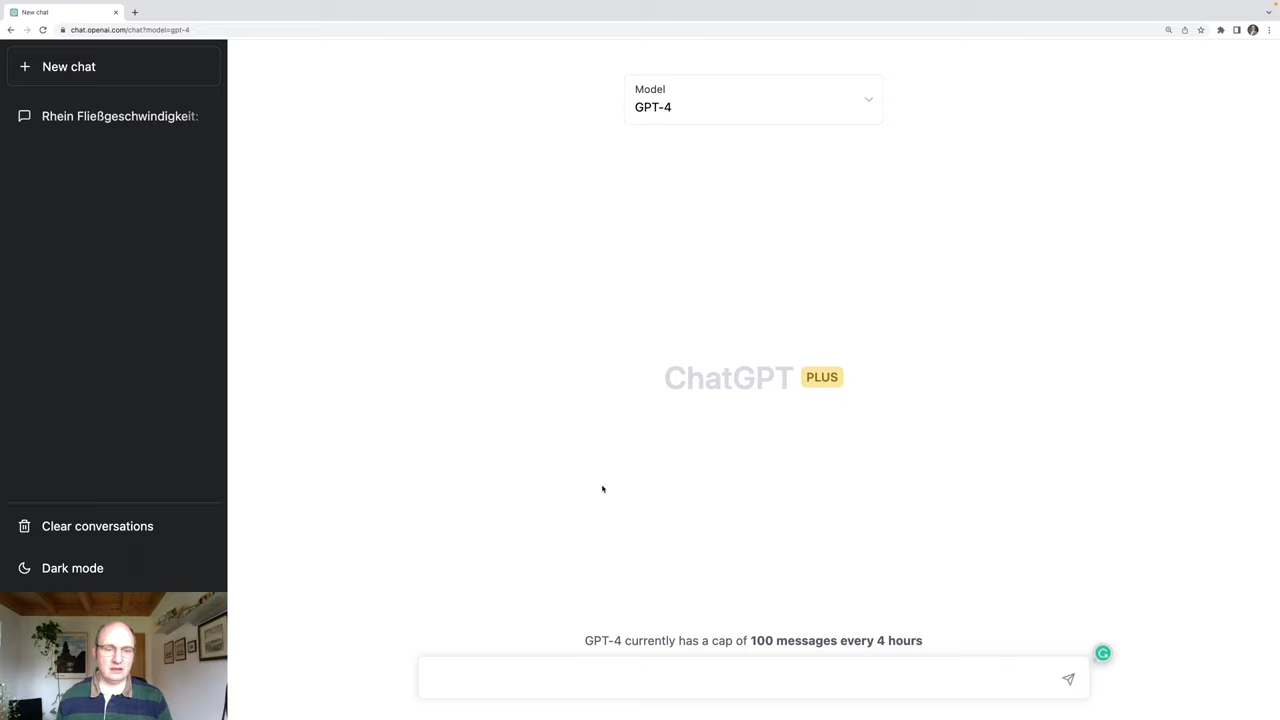 New chat
chat.openai.com/chat?model=gpt-4
New chat
Rhein Fließgeschwindigkeit:
Clear conversations
Dark mode
Model
GPT-4
ChatGPT PLUS
GPT-4 currently has a cap of 100 messages every 4 hours